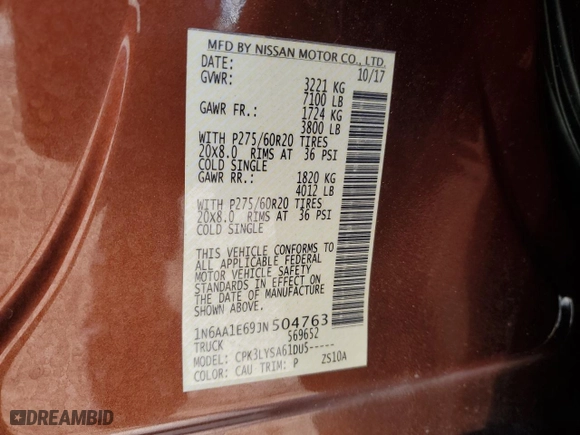 MFD BY NISSAN MOTOR CO., LTD.
DATE: 10/17
GVWR: 3221 KG
7100 LB
GAWR FR.: 1724 KG
3800 LB
WITH P275/60R20 TIRES
20X8.0 RIMS AT 36 PSI
COLD SINGLE
GAWR RR.: 1820 KG
4012 LB
WITH P275/60R20 TIRES
20X8.0 RIMS AT 36 PSI
COLD SINGLE
THIS VEHICLE CONFORMS TO
ALL APPLICABLE FEDERAL
MOTOR VEHICLE SAFETY
STANDARDS IN EFFECT ON
THE DATE OF MANUFACTURE
SHOWN ABOVE.
1N6AA1E69JN504763
TRUCK 569652
MODEL: CPK3LYSA61DUS-----
COLOR: CAU TRIM: P ZS10A
DREAMBID